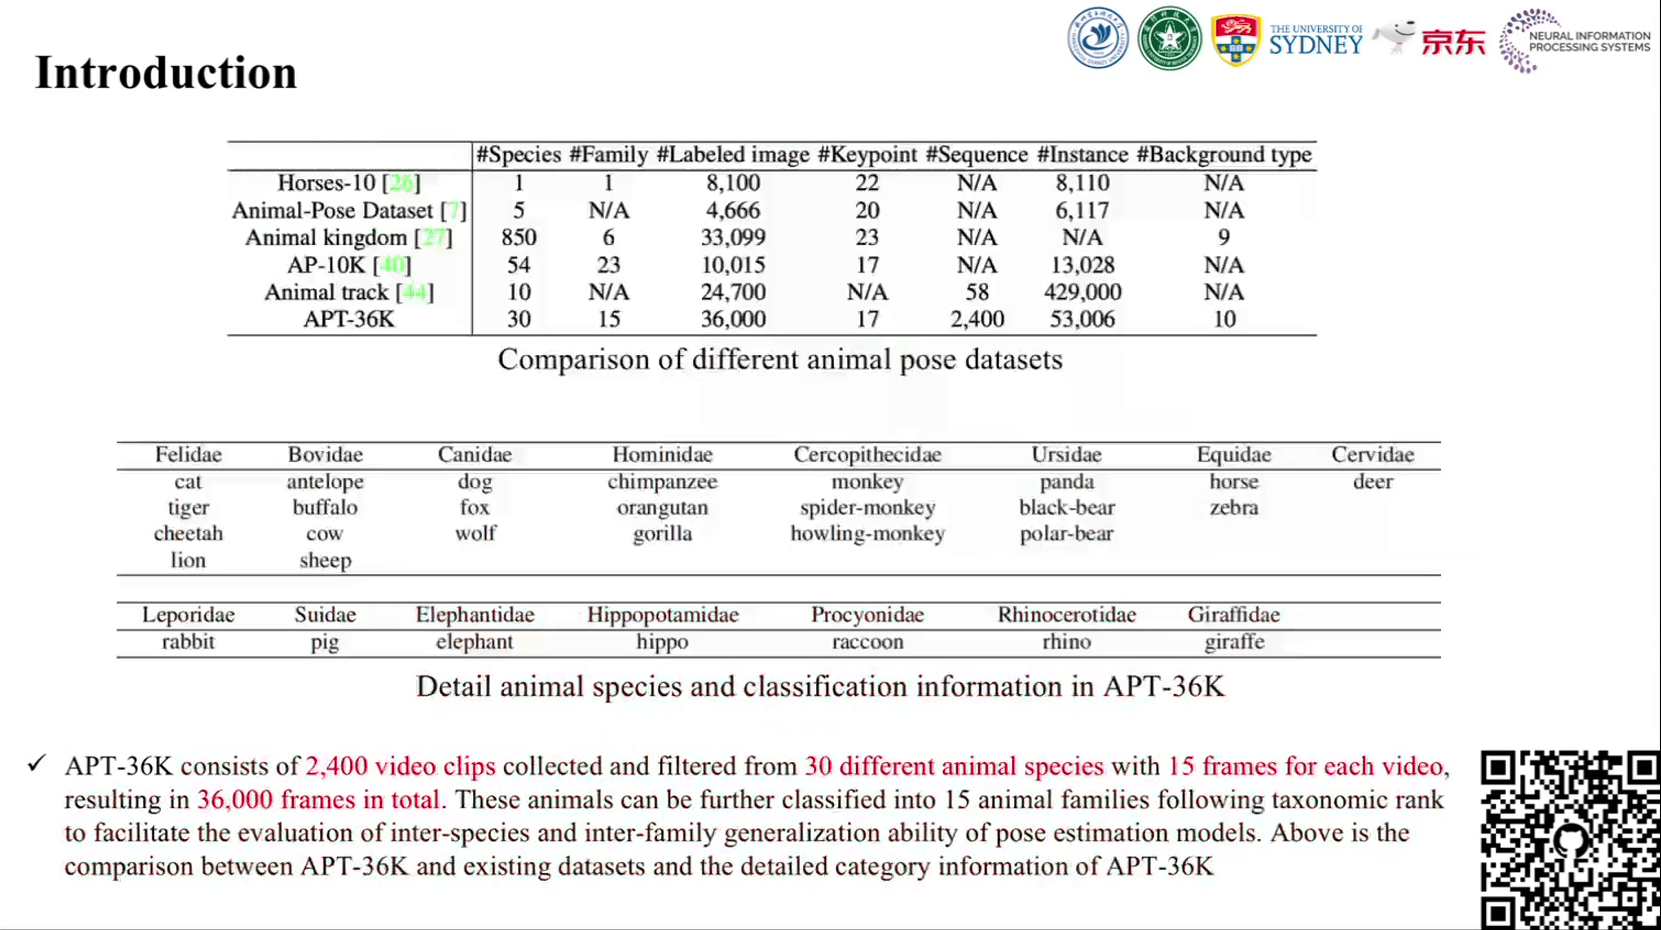 THE UNIVERSITY OF
SYDNEY
京东
NEURAL INFORMATION
PROCESSING SYSTEMS
Introduction
#Species #Family #Labeled image #Keypoint #Sequence #Instance #Background type
Horses-10 [26] 1 1 8,100 22 N/A 8,110 N/A
Animal-Pose Dataset [7] 5 N/A 4,666 20 N/A 6,117 N/A
Animal kingdom [27] 850 6 33,099 23 N/A N/A 9
AP-10K [40] 54 23 10,015 17 N/A 13,028 N/A
Animal track [44] 10 N/A 24,700 N/A 58 429,000 N/A
APT-36K 30 15 36,000 17 2,400 53,006 10
Comparison of different animal pose datasets
Felidae Bovidae Canidae Hominidae Cercopithecidae Ursidae Equidae Cervidae
cat antelope dog chimpanzee monkey panda horse deer
tiger buffalo fox orangutan spider-monkey black-bear zebra
cheetah cow wolf gorilla howling-monkey polar-bear
lion sheep
Leporidae Suidae Elephantidae Hippopotamidae Procyonidae Rhinocerotidae Giraffidae
rabbit pig elephant hippo raccoon rhino giraffe
Detail animal species and classification information in APT-36K
✓ APT-36K consists of 2,400 video clips collected and filtered from 30 different animal species with 15 frames for each video,
resulting in 36,000 frames in total. These animals can be further classified into 15 animal families following taxonomic rank
to facilitate the evaluation of inter-species and inter-family generalization ability of pose estimation models. Above is the
comparison between APT-36K and existing datasets and the detailed category information of APT-36K